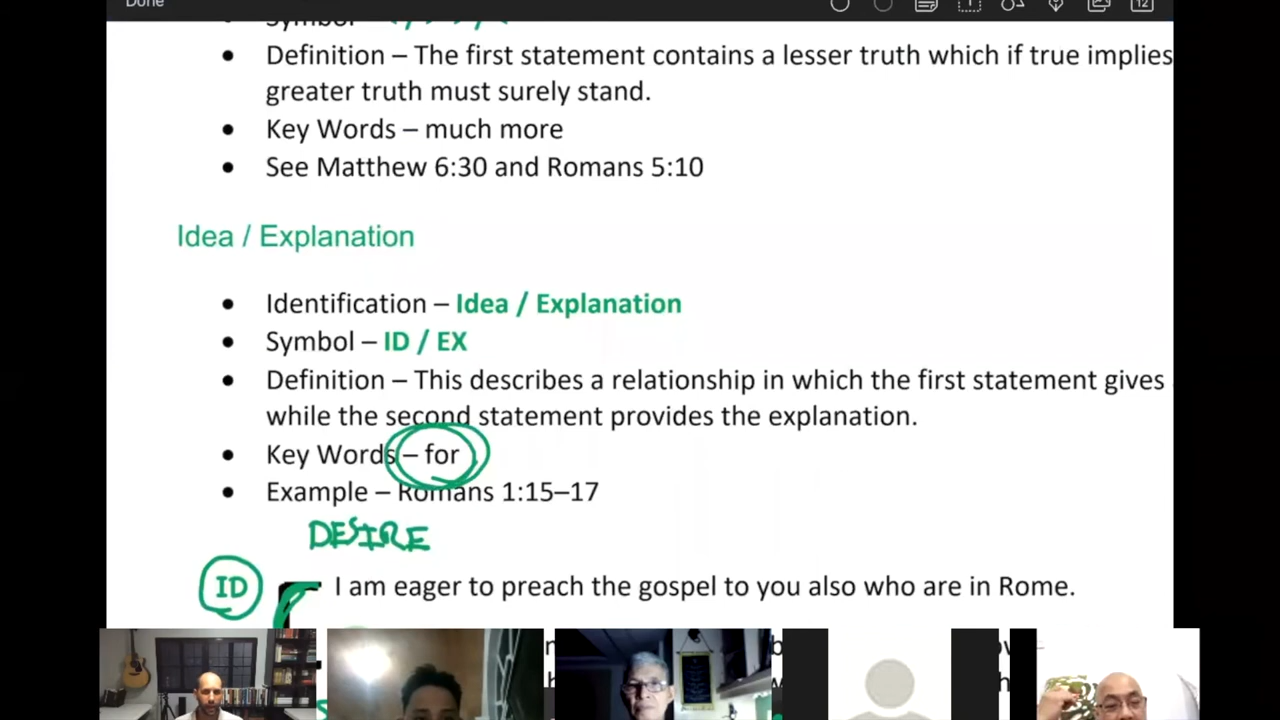 Done
12
Symbol
• Definition – The first statement contains a lesser truth which if true implies
greater truth must surely stand.
• Key Words – much more
• See Matthew 6:30 and Romans 5:10
Idea / Explanation
• Identification – Idea / Explanation
• Symbol – ID / EX
• Definition – This describes a relationship in which the first statement gives
while the second statement provides the explanation.
• Key Words – for
• Example – Romans 1:15–17
DESIRE
ID
I am eager to preach the gospel to you also who are in Rome.